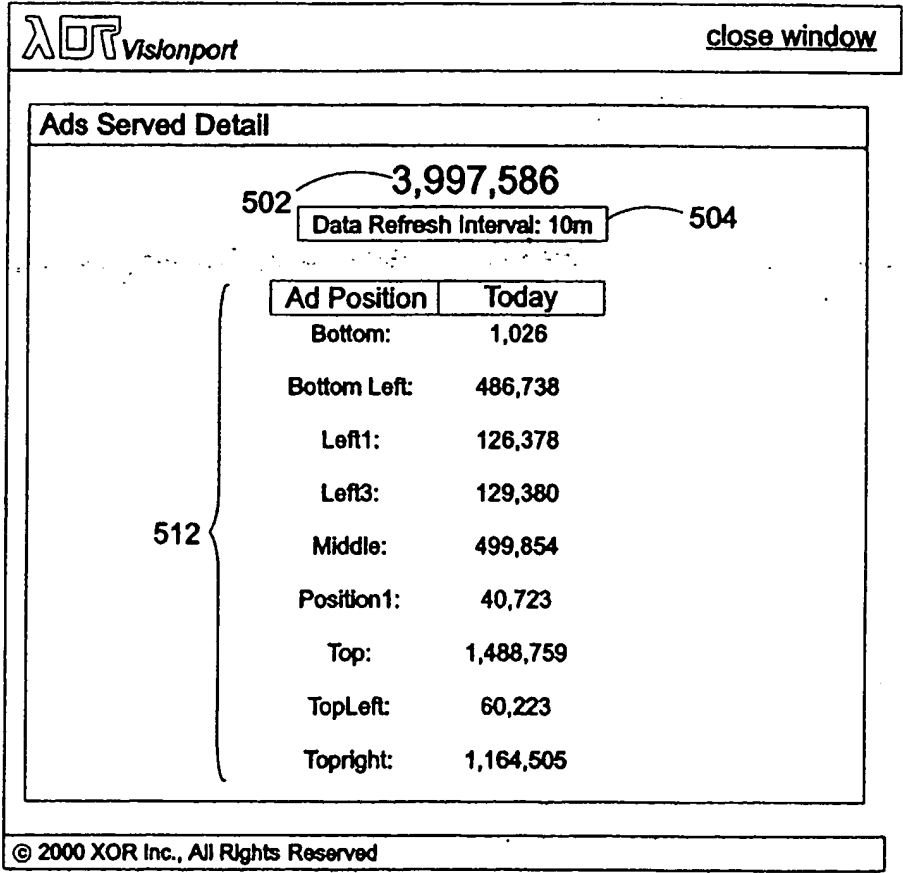 XOR Visionport close window
Ads Served Detail
502 3,997,586
Data Refresh Interval: 10m 504
Ad Position Today
Bottom: 1,026
Bottom Left: 486,738
Left1: 126,378
Left3: 129,380
512
Middle: 499,854
Position1: 40,723
Top: 1,488,759
TopLeft: 60,223
Topright: 1,164,505
© 2000 XOR Inc., All Rights Reserved